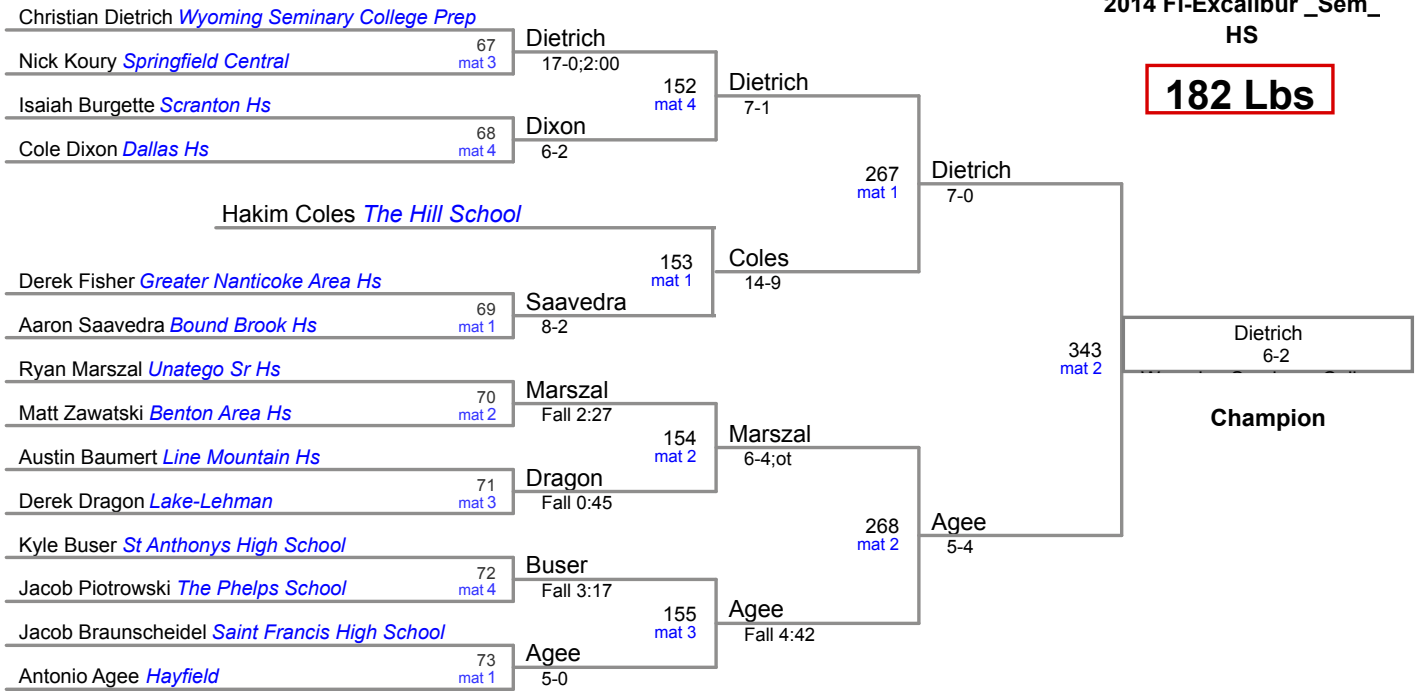 2014 FI-Excalibur _Sem_
HS
182 Lbs
Christian Dietrich Wyoming Seminary College Prep
67
mat 3
Nick Koury Springfield Central
Dietrich
17-0;2:00
Isaiah Burgette Scranton Hs
68
mat 4
Cole Dixon Dallas Hs
Dixon
6-2
152
mat 4
Dietrich
7-1
Hakim Coles The Hill School
Derek Fisher Greater Nanticoke Area Hs
69
mat 1
Aaron Saavedra Bound Brook Hs
Saavedra
8-2
153
mat 1
Coles
14-9
267
mat 1
Dietrich
7-0
Ryan Marszal Unatego Sr Hs
70
mat 2
Matt Zawatski Benton Area Hs
Marszal
Fall 2:27
Austin Baumert Line Mountain Hs
71
mat 3
Derek Dragon Lake-Lehman
Dragon
Fall 0:45
154
mat 2
Marszal
6-4;ot
Kyle Buser St Anthonys High School
72
mat 4
Jacob Piotrowski The Phelps School
Buser
Fall 3:17
Jacob Braunscheidel Saint Francis High School
73
mat 1
Antonio Agee Hayfield
Agee
5-0
155
mat 3
Agee
Fall 4:42
268
mat 2
Agee
5-4
343
mat 2
Dietrich
6-2
Champion